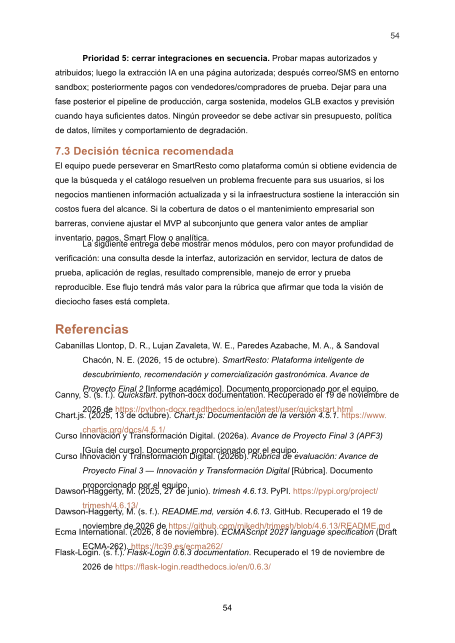 54
Prioridad 5: cerrar integraciones en secuencia. Probar mapas autorizados y
atribuidos; luego la extracción IA en una página autorizada; después correo/SMS en entorno
sandbox; posteriormente pagos con vendedores/compradores de prueba. Dejar para una
fase posterior el pipeline de producción, carga sostenida, modelos GLB exactos y previsión
cuando haya suficientes datos. Ningún proveedor se debe activar sin presupuesto, política
de datos, límites y comportamiento de degradación.
7.3 Decisión técnica recomendada
El equipo puede perseverar en SmartResto como plataforma común si obtiene evidencia de
que la búsqueda y el catálogo resuelven un problema frecuente para sus usuarios, si los
negocios mantienen información actualizada y si la infraestructura sostiene la interacción sin
costos fuera del alcance. Si la cobertura de datos o el mantenimiento empresarial son
barreras, conviene ajustar el MVP al subconjunto que genera valor antes de ampliar
inventario, pagos, Smart Flow o analítica.
La siguiente entrega debe mostrar menos módulos, pero con mayor profundidad de
verificación: una consulta desde la interfaz, autorización en servidor, lectura de datos de
prueba, aplicación de reglas, resultado comprensible, manejo de error y prueba
reproducible. Ese flujo tendrá más valor para la rúbrica que afirmar que toda la visión de
dieciocho fases está completa.
Referencias
Cabanillas Llontop, D. R., Lujan Zavaleta, W. E., Paredes Azabache, M. A., & Sandoval
Chacón, N. E. (2026, 15 de octubre). SmartResto: Plataforma inteligente de
descubrimiento, recomendación y comercialización gastronómica. Avance de
Proyecto Final 2 [Informe académico]. Documento proporcionado por el equipo.
Canny, S. (s. f.). Quickstart. python-docx documentation. Recuperado el 19 de noviembre de
2026 de https://python-docx.readthedocs.io/en/latest/user/quickstart.html
Chart.js. (2025, 13 de octubre). Chart.js: Documentación de la versión 4.5.1. https://www.
chartjs.org/docs/4.5.1/
Curso Innovación y Transformación Digital. (2026a). Avance de Proyecto Final 3 (APF3)
[Guía del curso]. Documento proporcionado por el equipo.
Curso Innovación y Transformación Digital. (2026b). Rúbrica de evaluación: Avance de
Proyecto Final 3 — Innovación y Transformación Digital [Rúbrica]. Documento
proporcionado por el equipo.
Dawson-Haggerty, M. (2025, 27 de junio). trimesh 4.6.13. PyPI. https://pypi.org/project/
trimesh/4.6.13/
Dawson-Haggerty, M. (s. f.). README.md, versión 4.6.13. GitHub. Recuperado el 19 de
noviembre de 2026 de https://github.com/mikedh/trimesh/blob/4.6.13/README.md
Ecma International. (2026, 8 de noviembre). ECMAScript 2027 language specification (Draft
ECMA-262). https://tc39.es/ecma262/
Flask-Login. (s. f.). Flask-Login 0.6.3 documentation. Recuperado el 19 de noviembre de
2026 de https://flask-login.readthedocs.io/en/0.6.3/
54